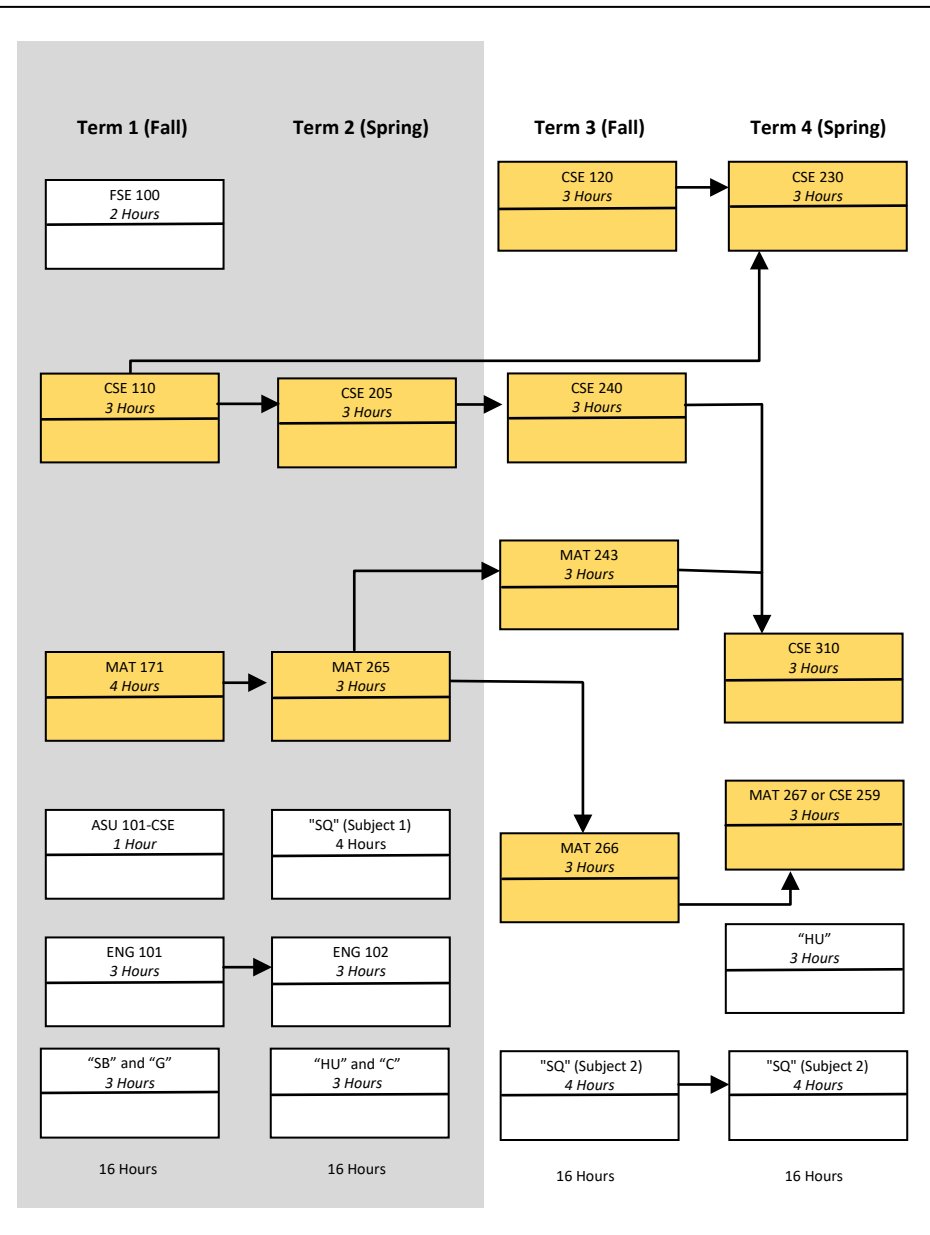 Term 1 (Fall)
Term 2 (Spring)
Term 3 (Fall)
Term 4 (Spring)
FSE 100
2 Hours
CSE 120
3 Hours
CSE 230
3 Hours
CSE 110
3 Hours
CSE 205
3 Hours
CSE 240
3 Hours
MAT 243
3 Hours
MAT 171
4 Hours
MAT 265
3 Hours
CSE 310
3 Hours
ASU 101-CSE
1 Hour
"SQ" (Subject 1)
4 Hours
MAT 266
3 Hours
MAT 267 or CSE 259
3 Hours
ENG 101
3 Hours
ENG 102
3 Hours
“HU”
3 Hours
“SB” and “G”
3 Hours
“HU” and “C”
3 Hours
"SQ" (Subject 2)
4 Hours
"SQ" (Subject 2)
4 Hours
16 Hours
16 Hours
16 Hours
16 Hours